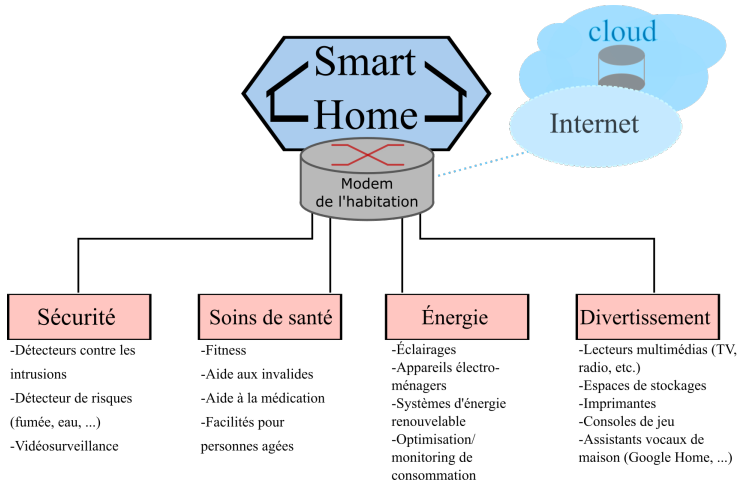 Smart
Home
cloud
Internet
Modem
de l'habitation
Sécurité
-Détecteurs contre les
intrusions
-Détecteur de risques
(fumée, eau, ...)
-Vidéosurveillance
Soins de santé
-Fitness
-Aide aux invalides
-Aide à la médication
-Facilités pour
personnes agées
Énergie
-Éclairages
-Appareils électro-
ménagers
-Systèmes d'énergie
renouvelable
-Optimisation/
monitoring de
consommation
Divertissement
-Lecteurs multimédias (TV,
radio, etc.)
-Espaces de stockages
-Imprimantes
-Consoles de jeu
-Assistants vocaux de
maison (Google Home, ...)